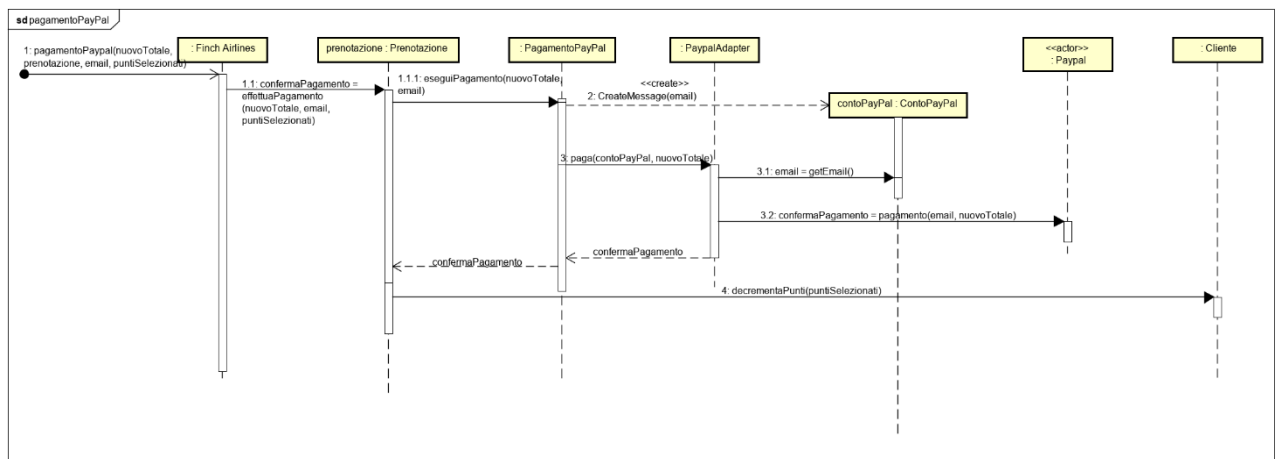 sd pagamentoPayPal
1: pagamentoPaypal(nuovoTotale,
prenotazione, email, puntiSelezionati)
: Finch Airlines
prenotazione : Prenotazione
: PagamentoPayPal
: PaypalAdapter
<<actor>>
: Paypal
: Cliente
1.1: confermaPagamento =
effettuaPagamento
(nuovoTotale, email,
puntiSelezionati)
1.1.1: eseguiPagamento(nuovoTotale,
email)
<<create>>
2: CreateMessage(email)
contoPayPal : ContoPayPal
3: paga(contoPayPal, nuovoTotale)
3.1: email = getEmail()
3.2: confermaPagamento = pagamento(email, nuovoTotale)
confermaPagamento
confermaPagamento
4: decrementaPunti(puntiSelezionati)